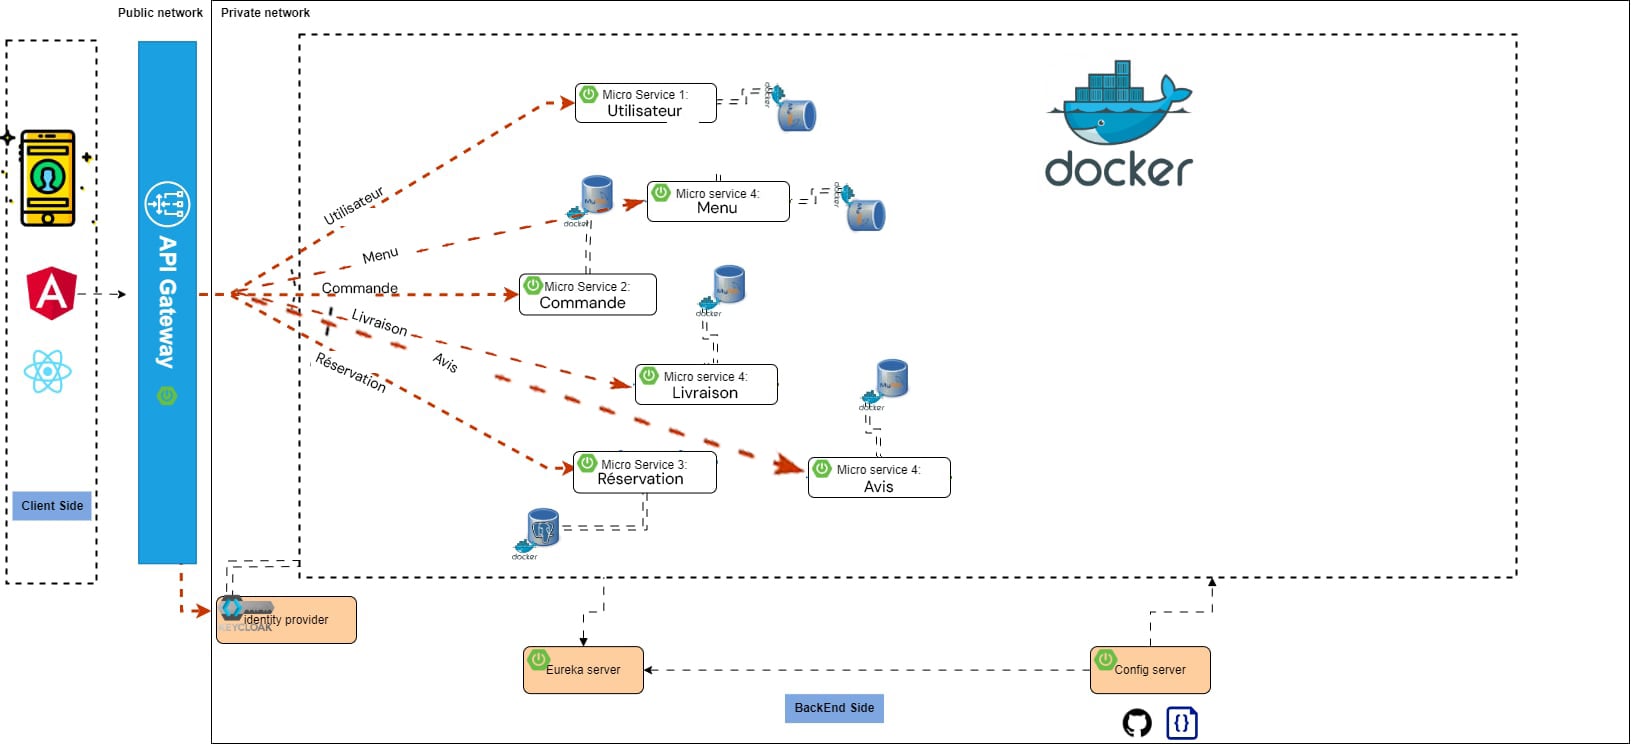 Public network
Private network
docker
Micro Service 1:
Utilisateur
docker
Utilisateur
Micro service 4:
Menu
docker
docker
Menu
Micro Service 2:
Commande
Commande
docker
Livraison
Micro service 4:
Livraison
Avis
docker
Réservation
Micro Service 3:
Réservation
Micro service 4:
Avis
docker
API Gateway
Client Side
identity provider
KEYCLOAK
Eureka server
Config server
BackEnd Side
{}